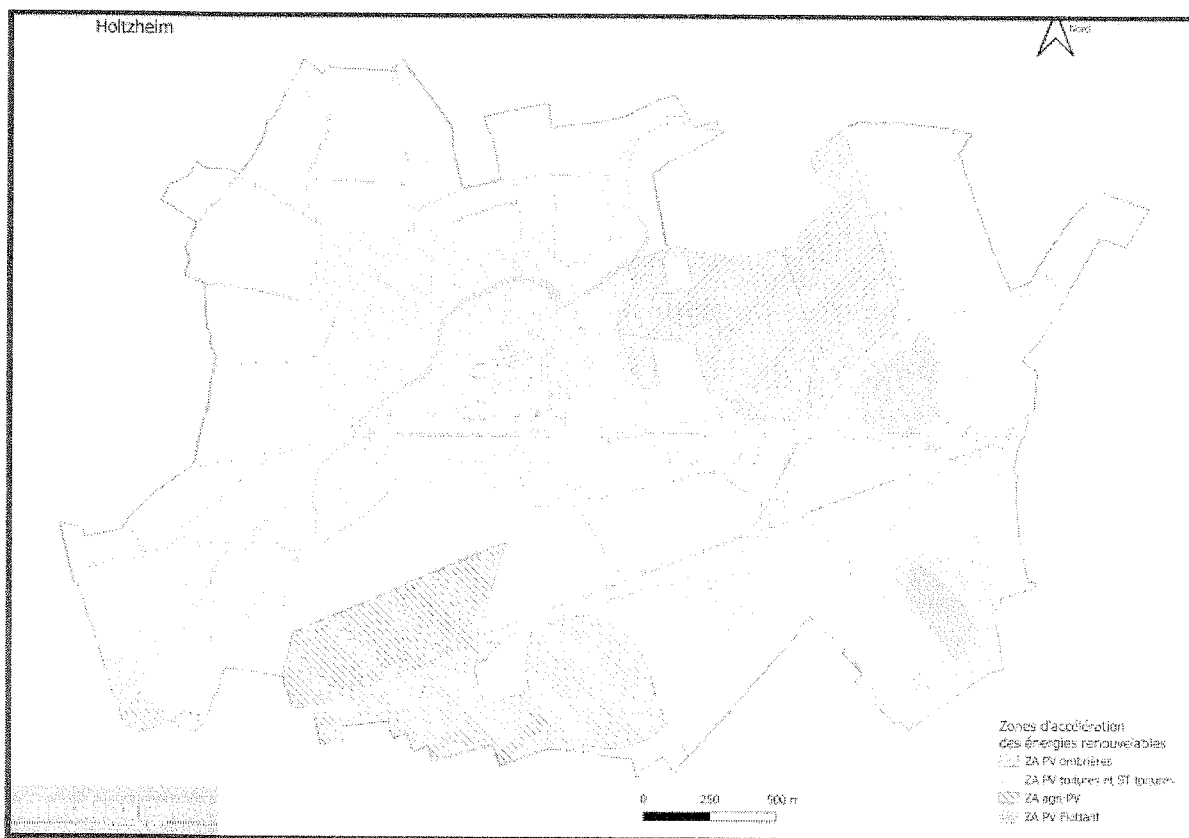 Holtzheim
Nord
Zones d'accélération
des énergies renouvelables
ZA PV ombrières
ZA PV toitures et ST toitures
ZA agri PV
ZA PV Flottant
0 250 500 m